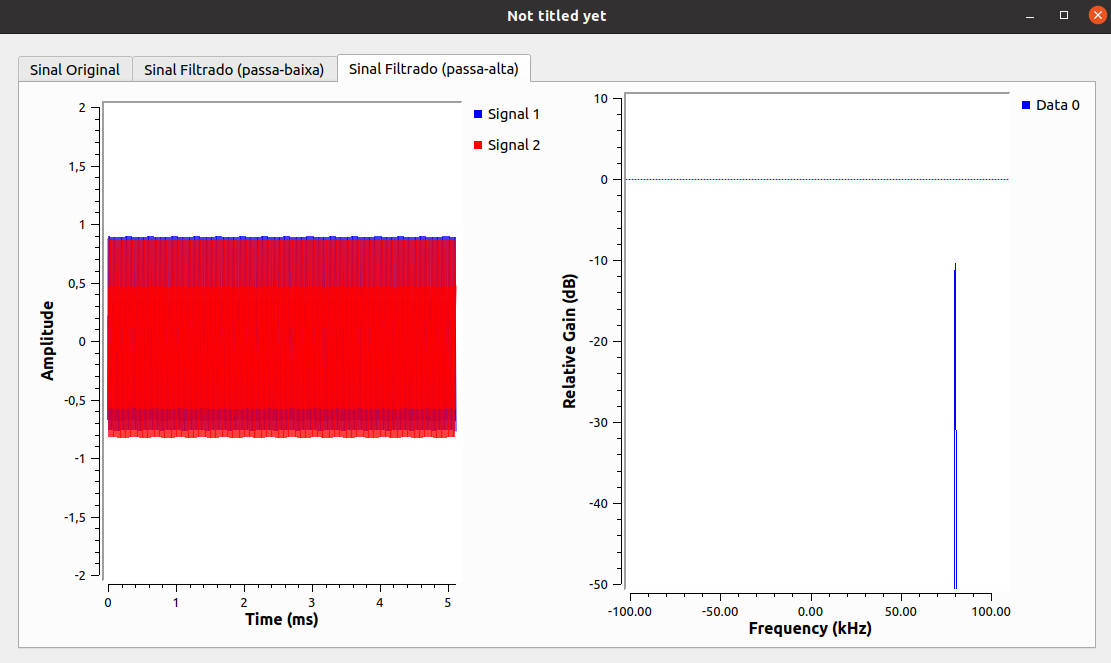 Not titled yet
Sinal Original
Sinal Filtrado (passa-baixa)
Sinal Filtrado (passa-alta)
2
1,5
1
0,5
0
-0,5
-1
-1,5
-2
Amplitude
0
1
2
3
4
5
Time (ms)
Signal 1
Signal 2
10
0
-10
-20
-30
-40
-50
Relative Gain (dB)
-100.00
-50.00
0.00
50.00
100.00
Frequency (kHz)
Data 0